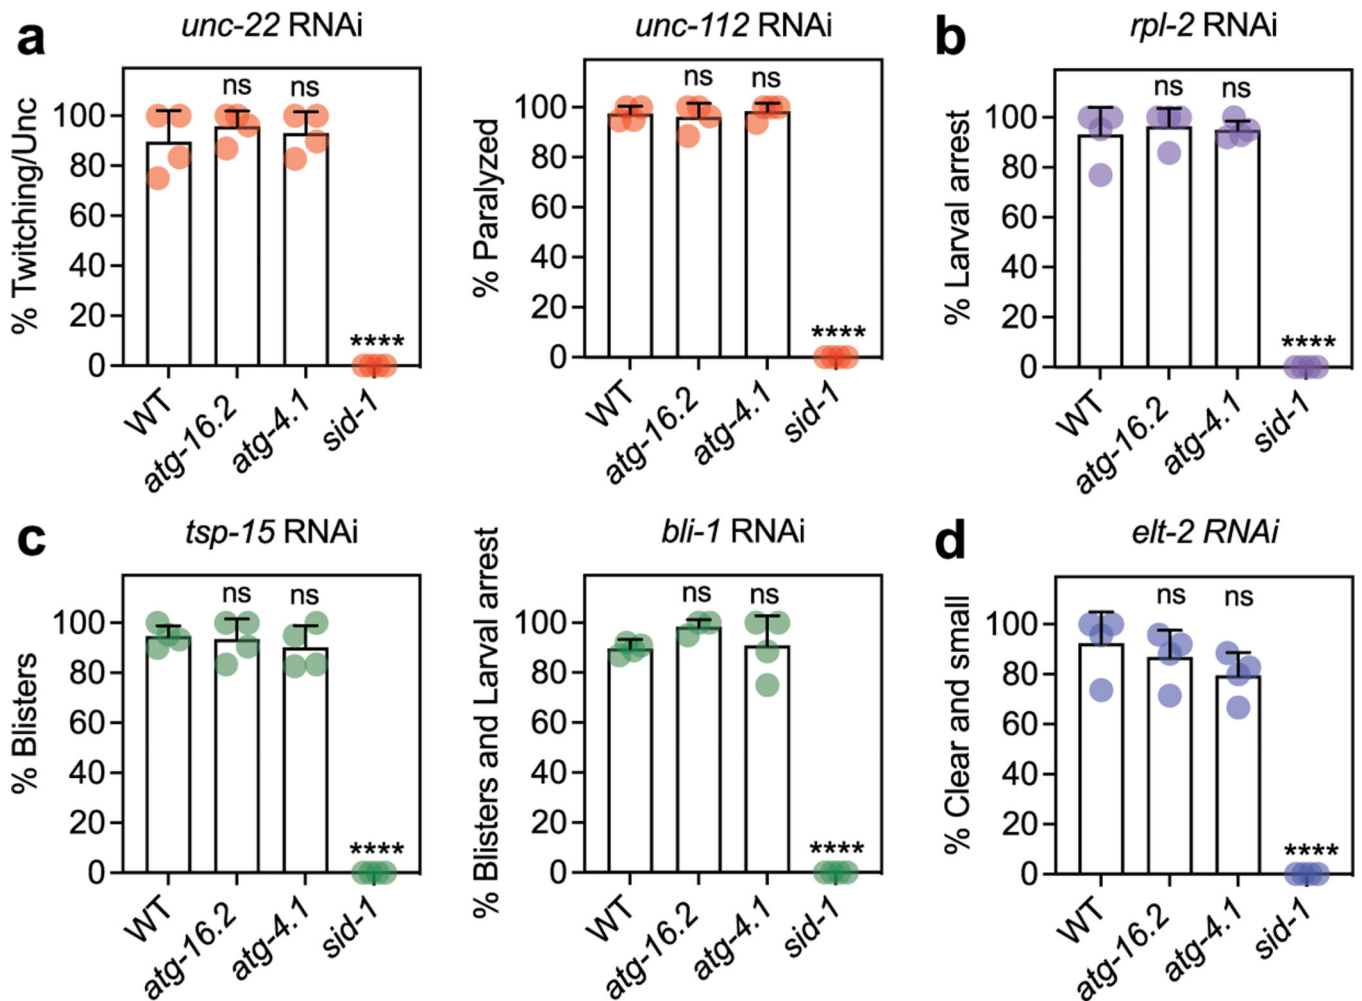 a
unc-22 RNAi
% Twitching/Unc
100
80
60
40
20
0
ns
ns
****
WT
atg-16.2
atg-4.1
sid-1
unc-112 RNAi
% Paralyzed
100
80
60
40
20
0
ns
ns
****
WT
atg-16.2
atg-4.1
sid-1
b
rpl-2 RNAi
% Larval arrest
100
80
60
40
20
0
ns
ns
****
WT
atg-16.2
atg-4.1
sid-1
c
tsp-15 RNAi
% Blisters
100
80
60
40
20
0
ns
ns
****
WT
atg-16.2
atg-4.1
sid-1
bli-1 RNAi
% Blisters and Larval arrest
100
80
60
40
20
0
ns
ns
****
WT
atg-16.2
atg-4.1
sid-1
d
elt-2 RNAi
% Clear and small
100
80
60
40
20
0
ns
ns
****
WT
atg-16.2
atg-4.1
sid-1